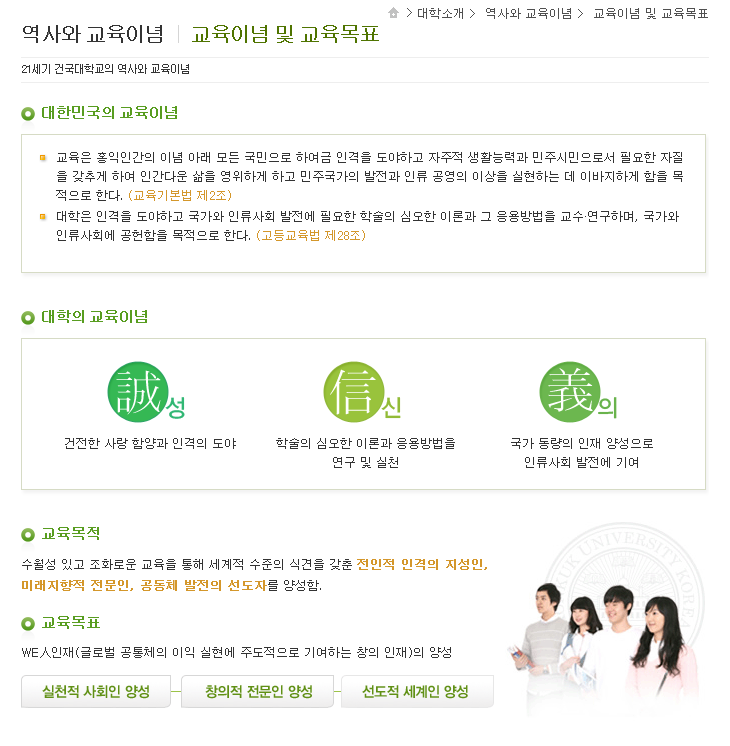 > 대학소개 > 역사와 교육이념 > 교육이념 및 교육목표
역사와 교육이념 | 교육이념 및 교육목표
21세기 건국대학교의 역사와 교육이념
대한민국의 교육이념
교육은 홍익인간의 이념 아래 모든 국민으로 하여금 인격을 도야하고 자주적 생활능력과 민주시민으로서 필요한 자질
을 갖추게 하여 인간다운 삶을 영위하게 하고 민주국가의 발전과 인류 공영의 이상을 실현하는 데 이바지하게 함을 목
적으로 한다. (교육기본법 제2조)
대학은 인격을 도야하고 국가와 인류사회 발전에 필요한 학술의 심오한 이론과 그 응용방법을 교수·연구하며, 국가와
인류사회에 공헌함을 목적으로 한다. (고등교육법 제28조)
대학의 교육이념
誠성 信신 義의
건전한 사랑 함양과 인격의 도야
학술의 심오한 이론과 응용방법을
연구 및 실천
국가 동량의 인재 양성으로
인류사회 발전에 기여
교육목적
수월성 있고 조화로운 교육을 통해 세계적 수준의 식견을 갖춘 전인적 인격의 지성인,
미래지향적 전문인, 공동체 발전의 선도자를 양성함.
교육목표
WE人인재(글로벌 공통체의 이익 실현에 주도적으로 기여하는 창의 인재)의 양성
실천적 사회인 양성 창의적 전문인 양성 선도적 세계인 양성
UNIVERSITY KOREA